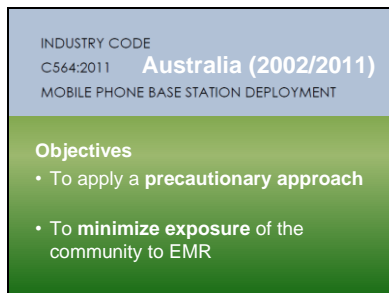 INDUSTRY CODE
C564:2011 Australia (2002/2011)
MOBILE PHONE BASE STATION DEPLOYMENT
Objectives
• To apply a precautionary approach
• To minimize exposure of the
community to EMR